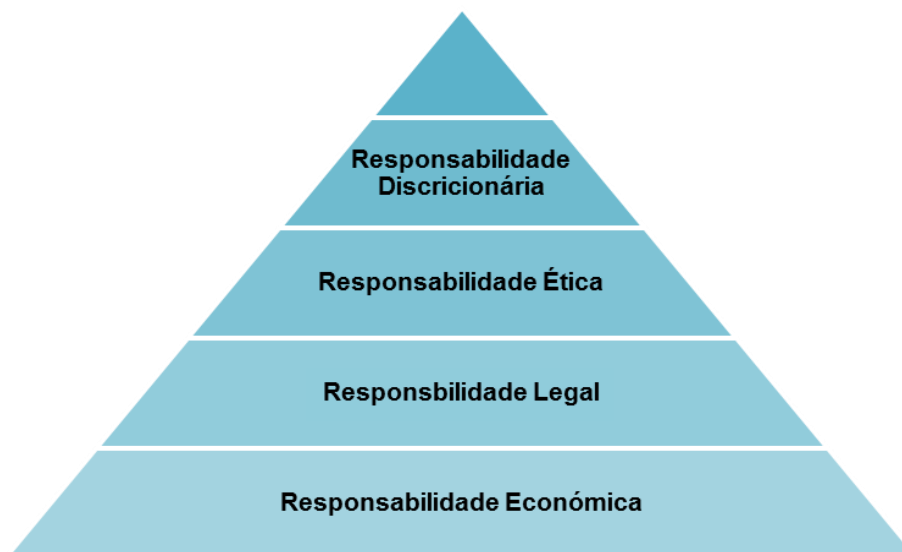 Responsabilidade
Discricionária
Responsabilidade Ética
Responsbilidade Legal
Responsabilidade Económica